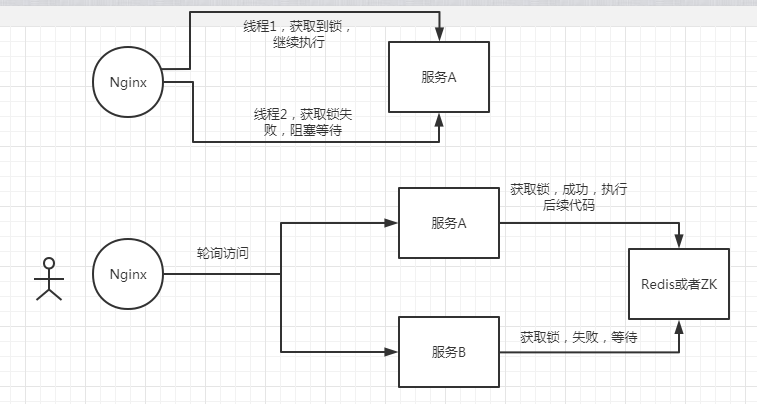 线程1，获取到锁，
继续执行
Nginx
服务A
线程2，获取锁失
败，阻塞等待
服务A
获取锁，成功，执行
后续代码
轮询访问
Nginx
Redis或者ZK
服务B
获取锁，失败，等待